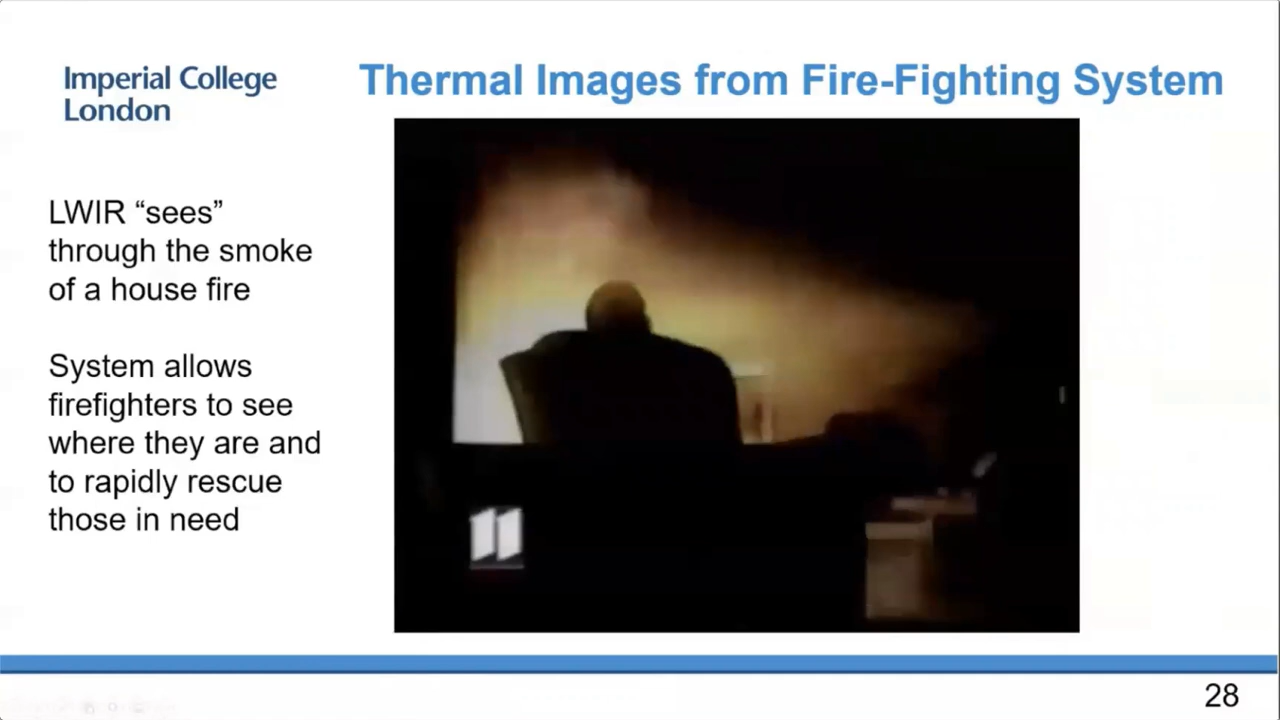 Imperial College
London
Thermal Images from Fire-Fighting System
LWIR “sees”
through the smoke
of a house fire
System allows
firefighters to see
where they are and
to rapidly rescue
those in need
11
28